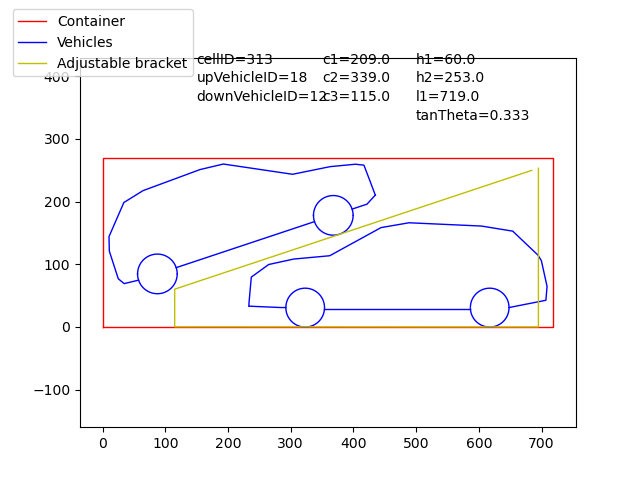 Container
Vehicles
Adjustable bracket
cellID=313 c1=209.0 h1=60.0
upVehicleID=18 c2=339.0 h2=253.0
downVehicleID=12 c3=115.0 l1=719.0
tanTheta=0.333
400
300
200
100
0
−100
0 100 200 300 400 500 600 700